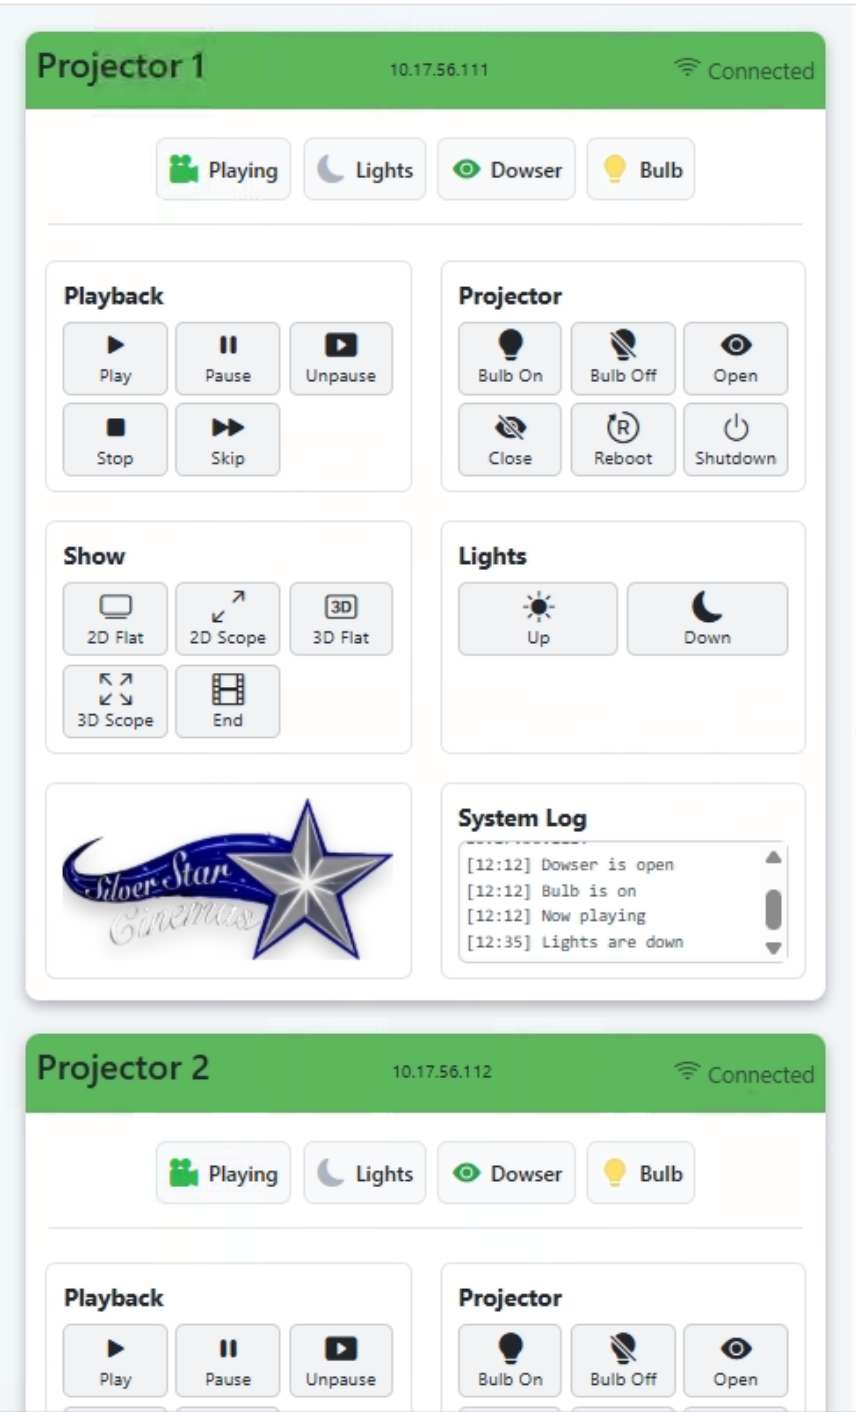 Projector 1 10.17.56.111 Connected
Playing Lights Dowser Bulb
Playback
Play Pause Unpause
Stop Skip
Projector
Bulb On Bulb Off Open
Close R Reboot Shutdown
Show
2D Flat 2D Scope 3D 3D Flat
3D Scope End
Lights
Up Down
Silver Star
Cinemas
System Log
[12:12] Dowser is open
[12:12] Bulb is on
[12:12] Now playing
[12:35] Lights are down
Projector 2 10.17.56.112 Connected
Playing Lights Dowser Bulb
Playback
Play Pause Unpause
Projector
Bulb On Bulb Off Open